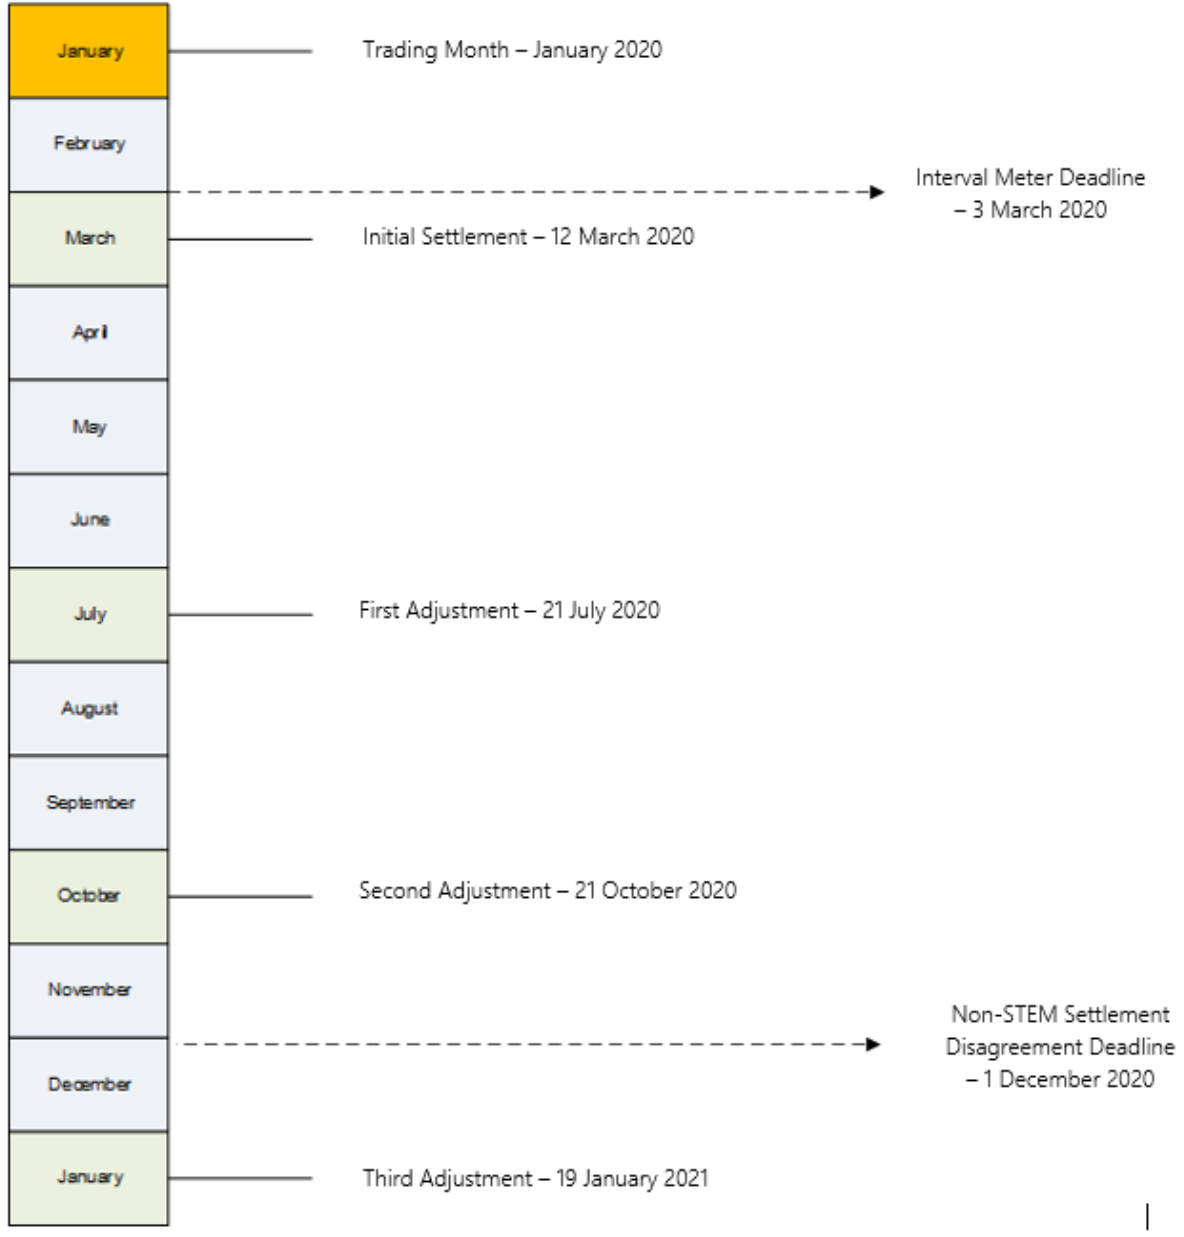 January
Trading Month – January 2020
February
Interval Meter Deadline
– 3 March 2020
March
Initial Settlement – 12 March 2020
April
May
June
July
First Adjustment – 21 July 2020
August
September
October
Second Adjustment – 21 October 2020
November
Non-STEM Settlement
Disagreement Deadline
– 1 December 2020
December
January
Third Adjustment – 19 January 2021